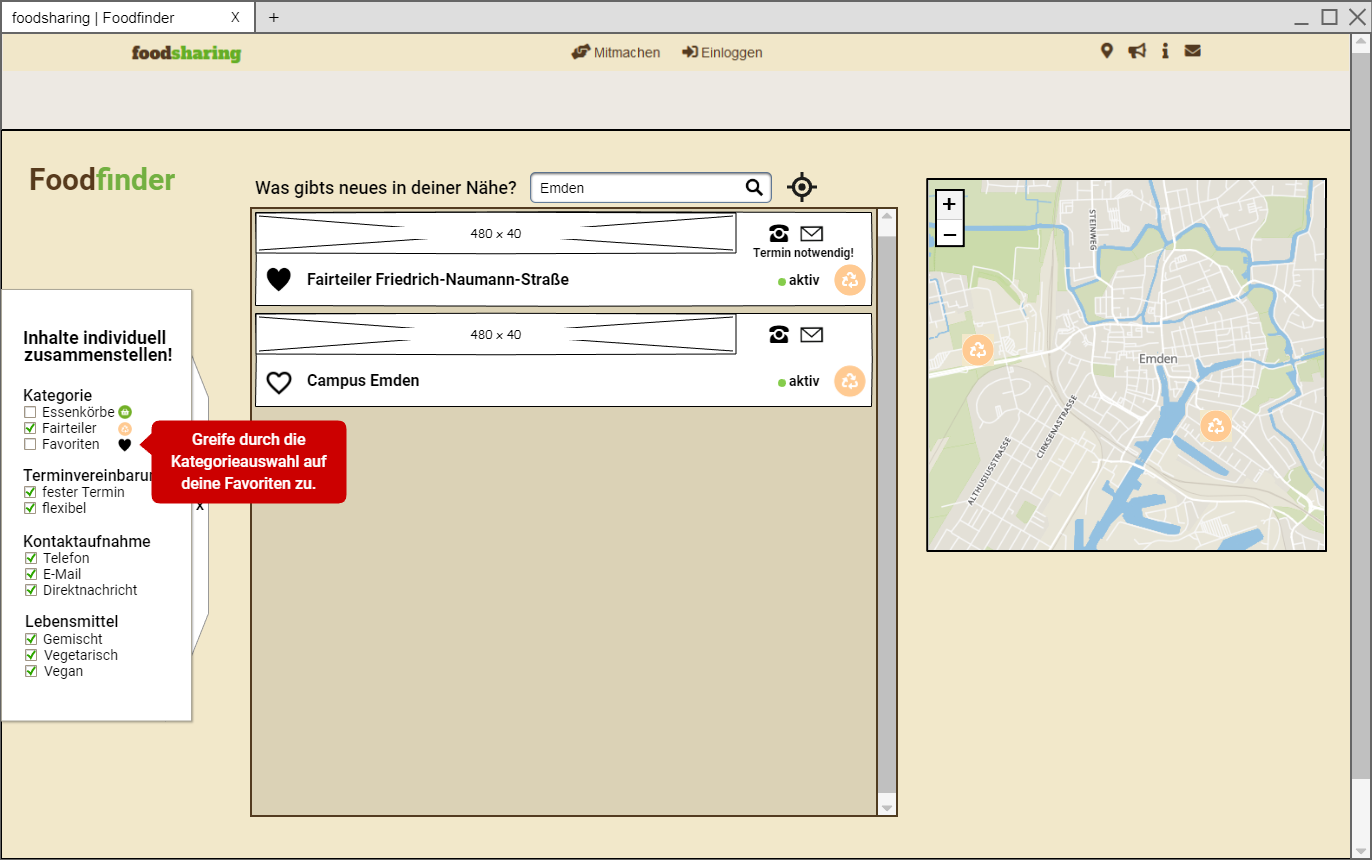 foodsharing | Foodfinder X +
foodsharing
Mitmachen
Einloggen
Foodfinder
Was gibts neues in deiner Nähe?
Emden
480 x 40
Termin notwendig!
Fairteiler Friedrich-Naumann-Straße
aktiv
480 x 40
Campus Emden
aktiv
Inhalte individuell
zusammenstellen!
Kategorie
Essenkörbe
Fairteiler
Favoriten
Greife durch die
Kategorieauswahl auf
deine Favoriten zu.
Terminvereinbarun
fester Termin
flexibel
x
Kontaktaufnahme
Telefon
E-Mail
Direktnachricht
Lebensmittel
Gemischt
Vegetarisch
Vegan
+
−
STEINWEG
Emden
CIRKSENASTRASSE
ALTHUSIUSSTRASSE